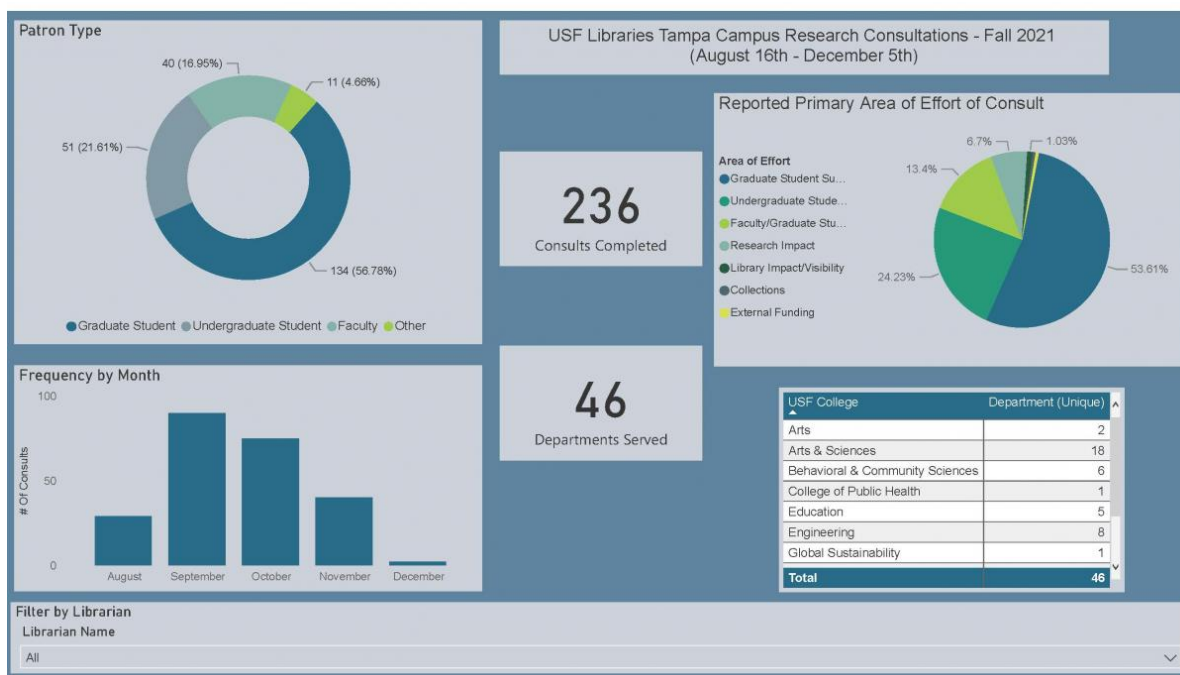 Patron Type
40 (16.95%)
11 (4.66%)
51 (21.61%)
134 (56.78%)
Graduate Student Undergraduate Student Faculty Other
USF Libraries Tampa Campus Research Consultations - Fall 2021
(August 16th - December 5th)
236
Consults Completed
Reported Primary Area of Effort of Consult
Area of Effort
Graduate Student Su...
Undergraduate Stude...
Faculty/Graduate Stu...
Research Impact
Library Impact/Visibility
Collections
External Funding
6.7%
1.03%
13.4%
24.23%
53.61%
Frequency by Month
# Of Consults
100
50
0
August September October November December
46
Departments Served
USF College Department (Unique)
Arts 2
Arts & Sciences 18
Behavioral & Community Sciences 6
College of Public Health 1
Education 5
Engineering 8
Global Sustainability 1
Total 46
Filter by Librarian
Librarian Name
All